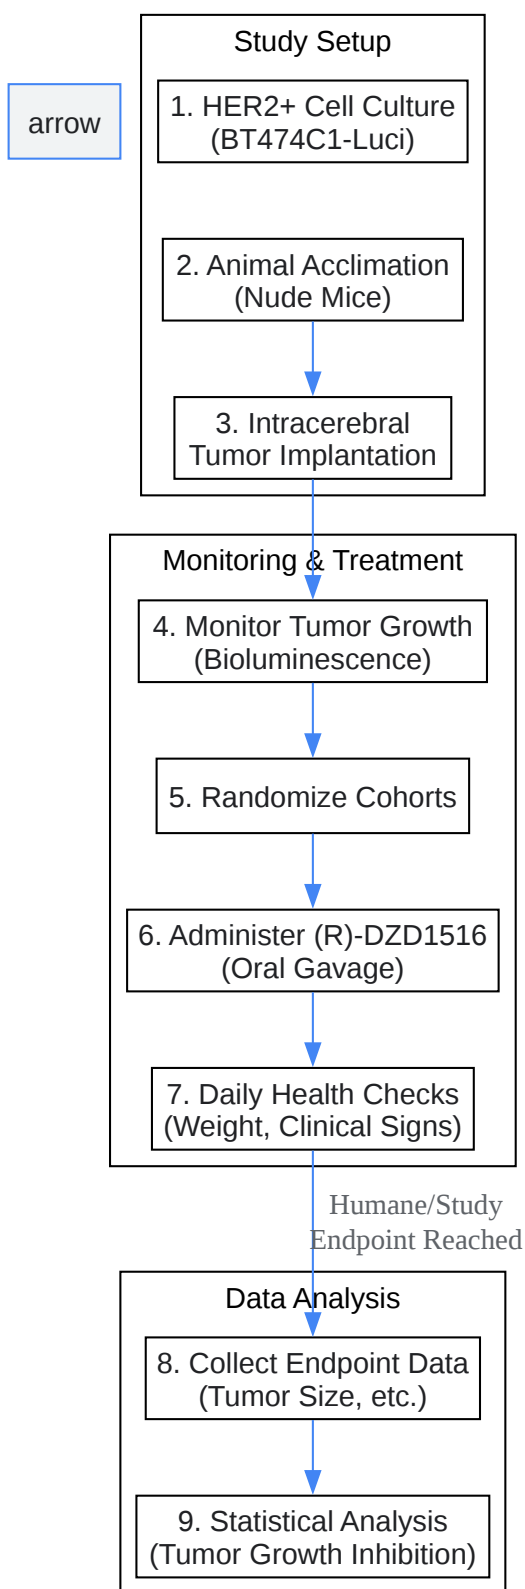 Study Setup
arrow
1. HER2+ Cell Culture
(BT474C1-Luci)
2. Animal Acclimation
(Nude Mice)
3. Intracerebral
Tumor Implantation
Monitoring & Treatment
4. Monitor Tumor Growth
(Bioluminescence)
5. Randomize Cohorts
6. Administer (R)-DZD1516
(Oral Gavage)
7. Daily Health Checks
(Weight, Clinical Signs)
Humane/Study
Endpoint Reached
Data Analysis
8. Collect Endpoint Data
(Tumor Size, etc.)
9. Statistical Analysis
(Tumor Growth Inhibition)